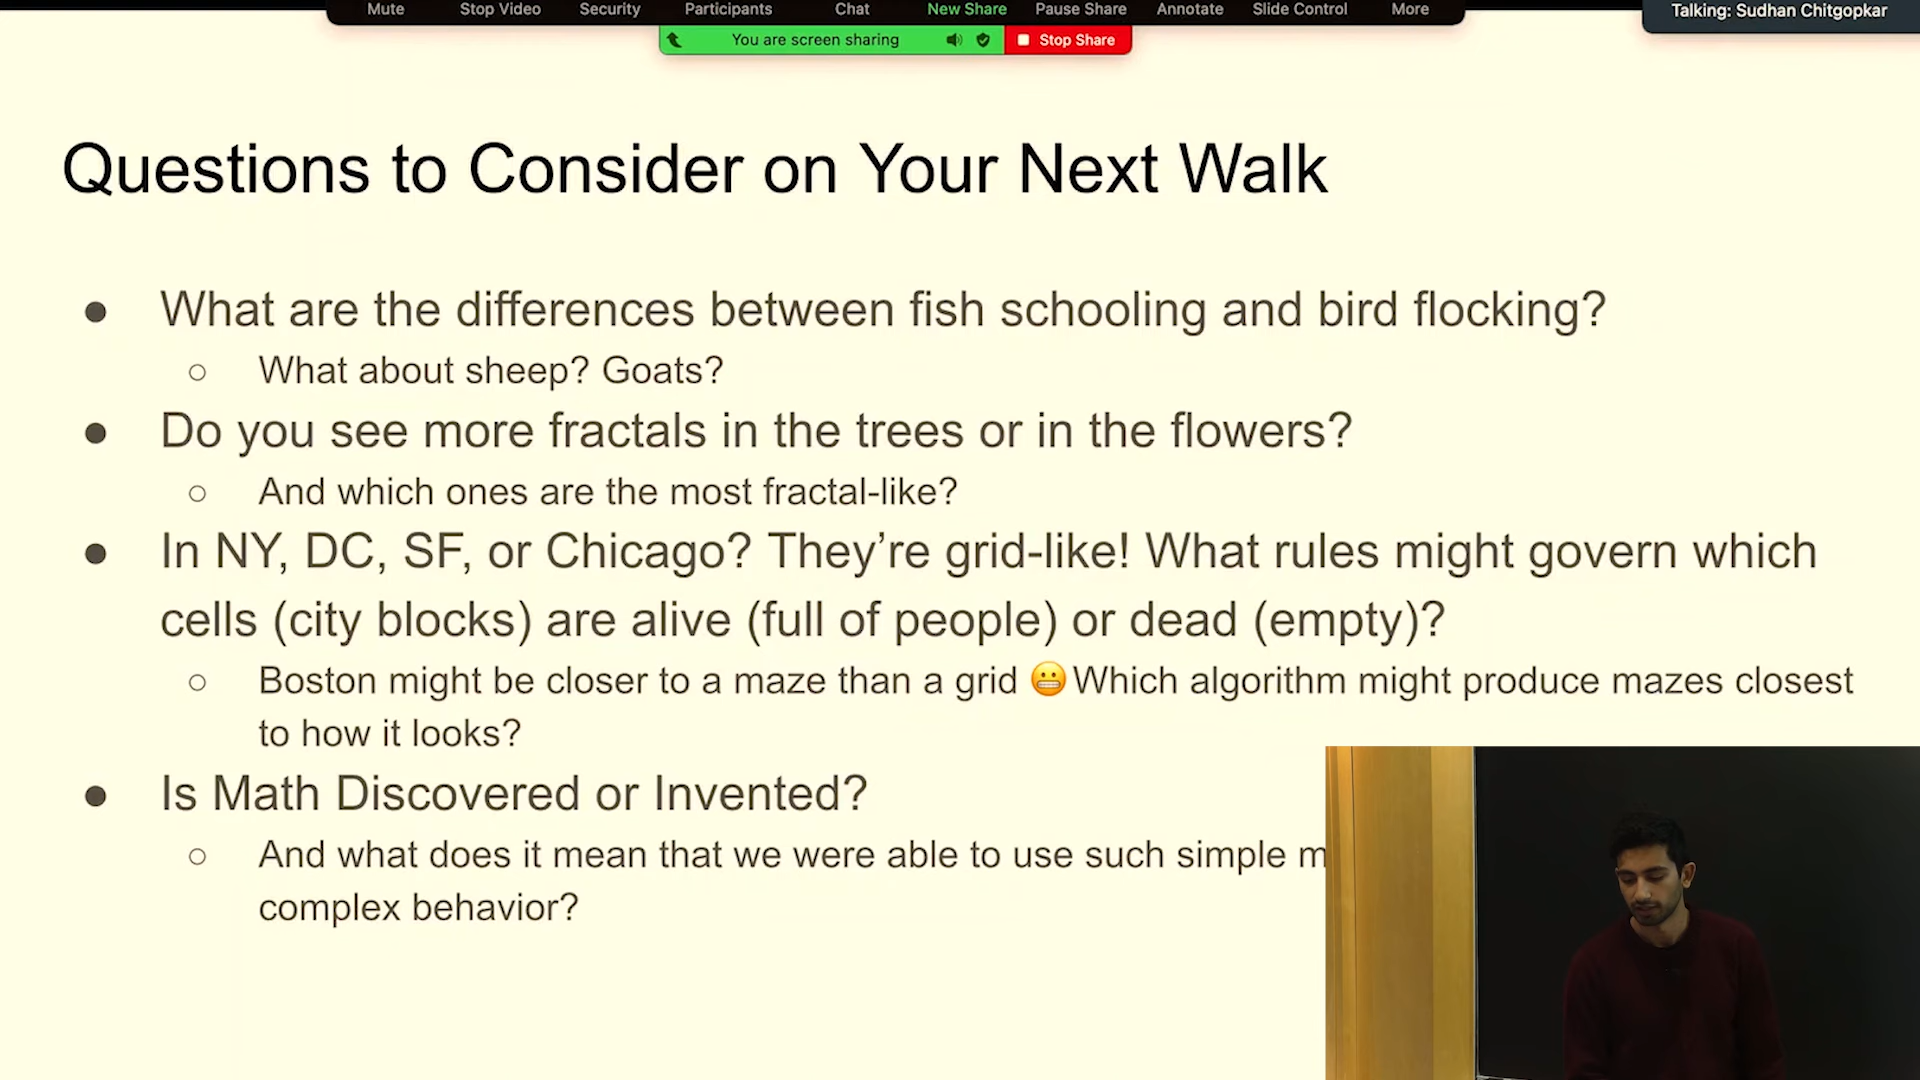 Mute Stop Video Security Participants Chat New Share Pause Share Annotate Slide Control More
Talking: Sudhan Chitgopkar
You are screen sharing Stop Share
Questions to Consider on Your Next Walk
● What are the differences between fish schooling and bird flocking?
○ What about sheep? Goats?
● Do you see more fractals in the trees or in the flowers?
○ And which ones are the most fractal-like?
● In NY, DC, SF, or Chicago? They’re grid-like! What rules might govern which
cells (city blocks) are alive (full of people) or dead (empty)?
○ Boston might be closer to a maze than a grid 😬 Which algorithm might produce mazes closest
to how it looks?
● Is Math Discovered or Invented?
○ And what does it mean that we were able to use such simple
complex behavior?